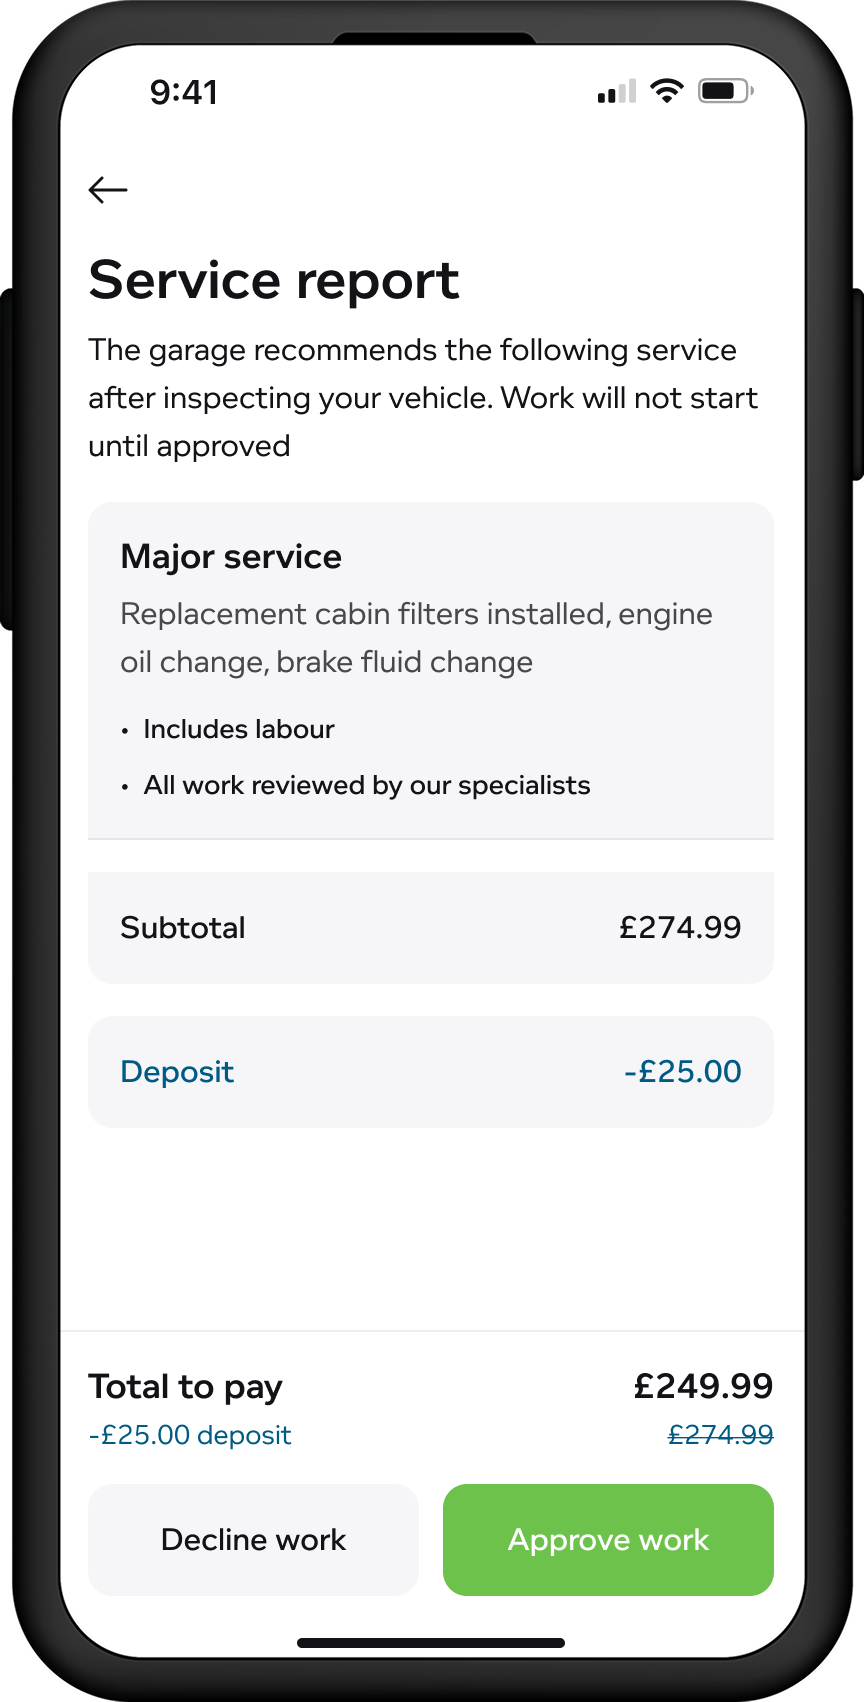 9:41
Service report
The garage recommends the following service
after inspecting your vehicle. Work will not start
until approved
Major service
Replacement cabin filters installed, engine
oil change, brake fluid change
• Includes labour
• All work reviewed by our specialists
Subtotal £274.99
Deposit -£25.00
Total to pay £249.99
-£25.00 deposit £274.99
Decline work Approve work